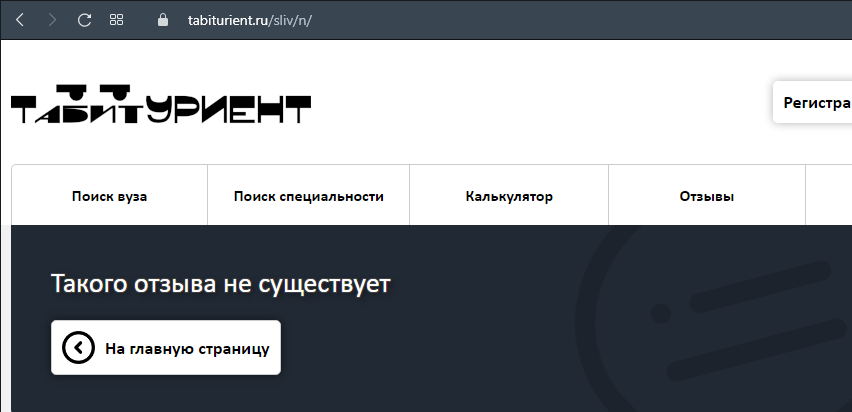 tabiturient.ru/sliv/n/
ТАБИТУРИЕНТ
Регистра
Поиск вуза
Поиск специальности
Калькулятор
Отзывы
Такого отзыва не существует
На главную страницу